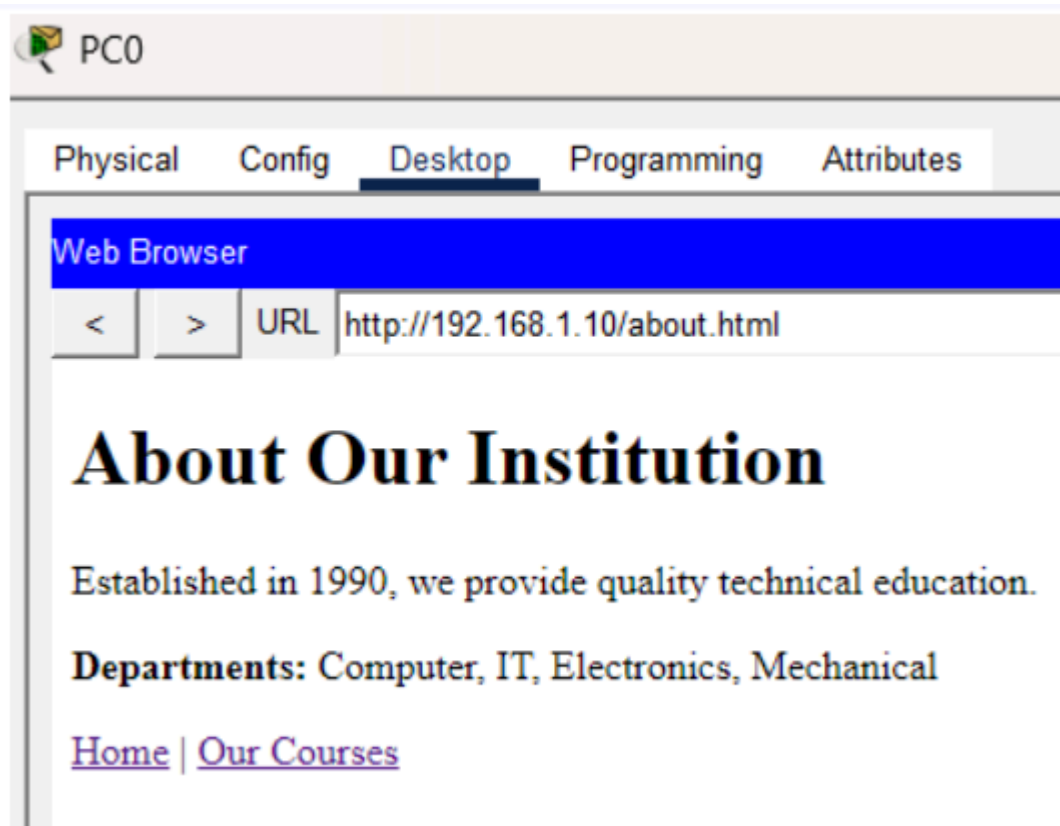 PC0
Physical Config Desktop Programming Attributes
Web Browser
< > URL http://192.168.1.10/about.html
About Our Institution
Established in 1990, we provide quality technical education.
Departments: Computer, IT, Electronics, Mechanical
Home | Our Courses